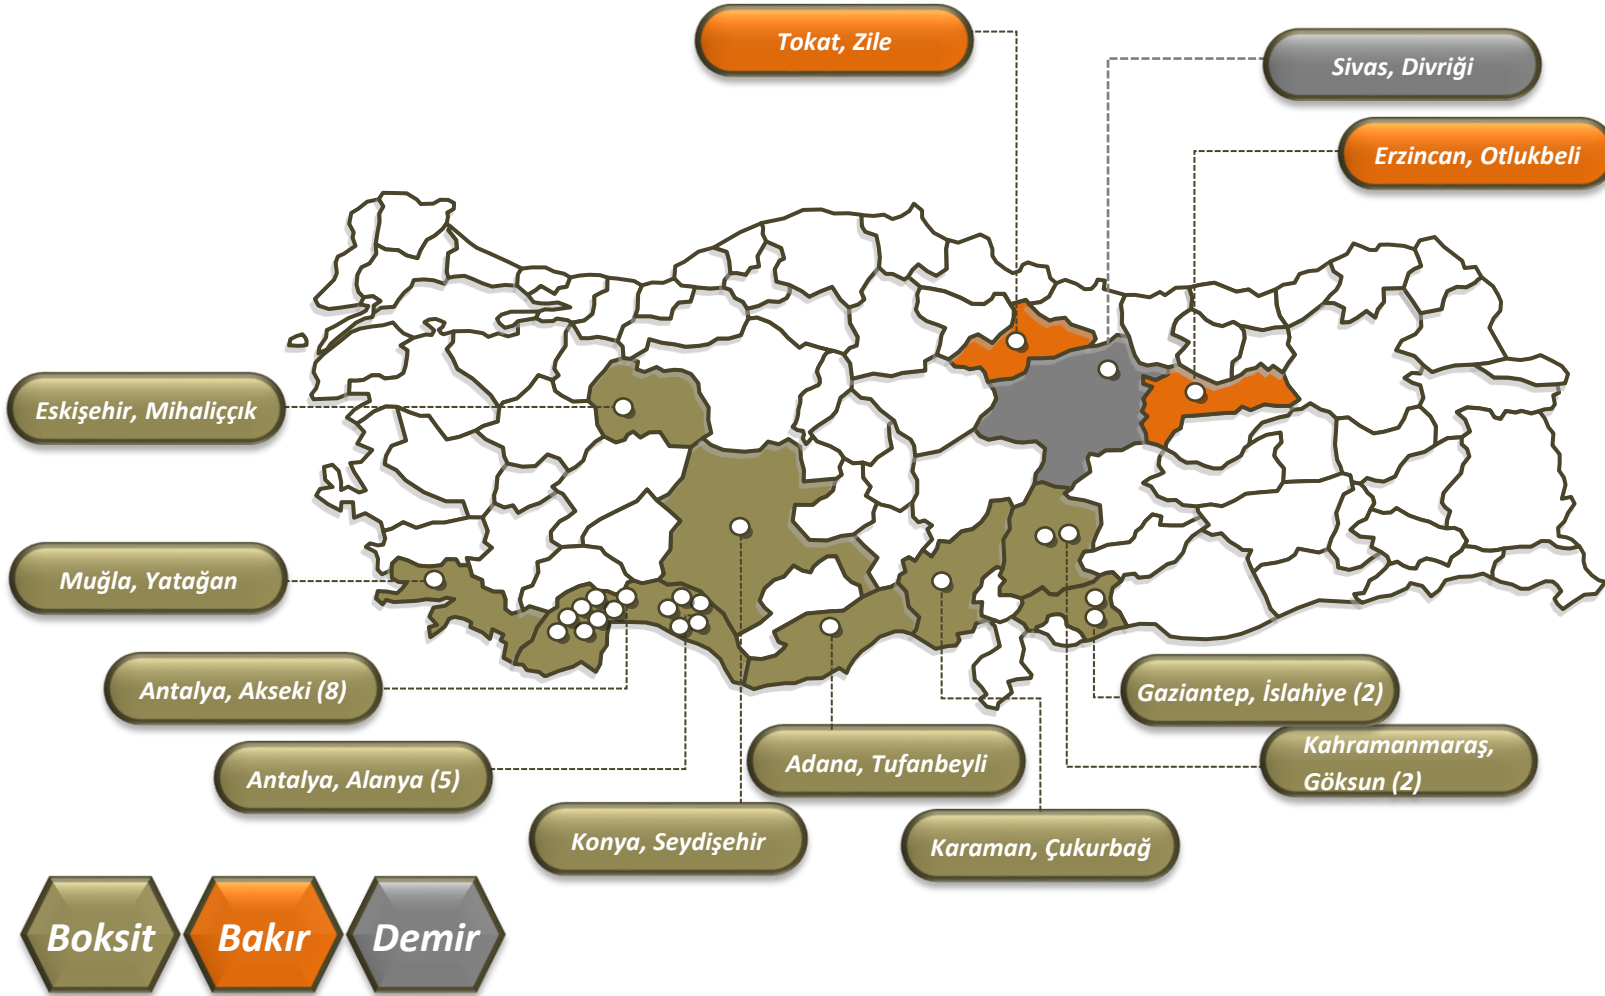 Tokat, Zile
Sivas, Divriği
Erzincan, Otlukbeli
Eskişehir, Mihaliççık
Muğla, Yatağan
Antalya, Akseki (8)
Gaziantep, İslahiye (2)
Antalya, Alanya (5)
Adana, Tufanbeyli
Kahramanmaraş,
Göksun (2)
Konya, Seydişehir
Karaman, Çukurbağ
Boksit
Bakır
Demir